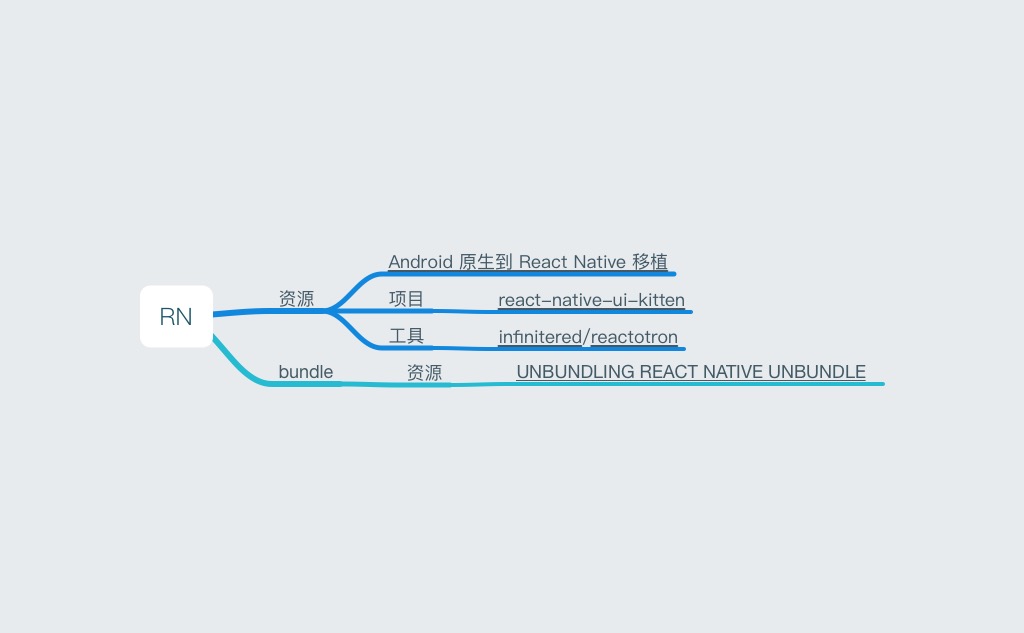 RN
资源
Android 原生到 React Native 移植
项目
react-native-ui-kitten
工具
infinitered/reactotron
bundle
资源
UNBUNDLING REACT NATIVE UNBUNDLE